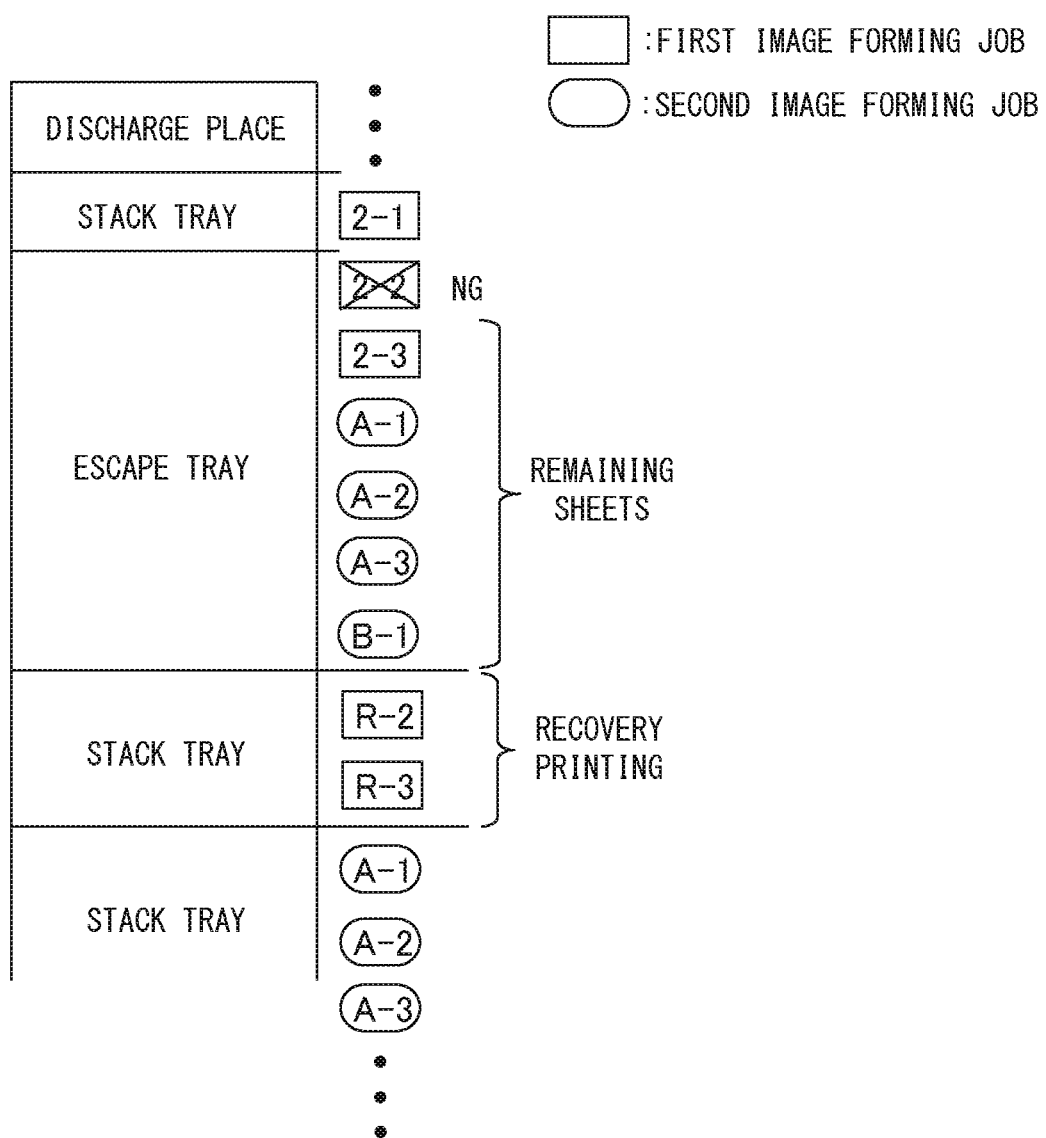 :FIRST IMAGE FORMING JOB
:SECOND IMAGE FORMING JOB
DISCHARGE PLACE
STACK TRAY
2-1
2-2 NG
2-3
A-1
ESCAPE TRAY
A-2
REMAINING
SHEETS
A-3
B-1
R-2
STACK TRAY
RECOVERY
PRINTING
R-3
A-1
STACK TRAY
A-2
A-3